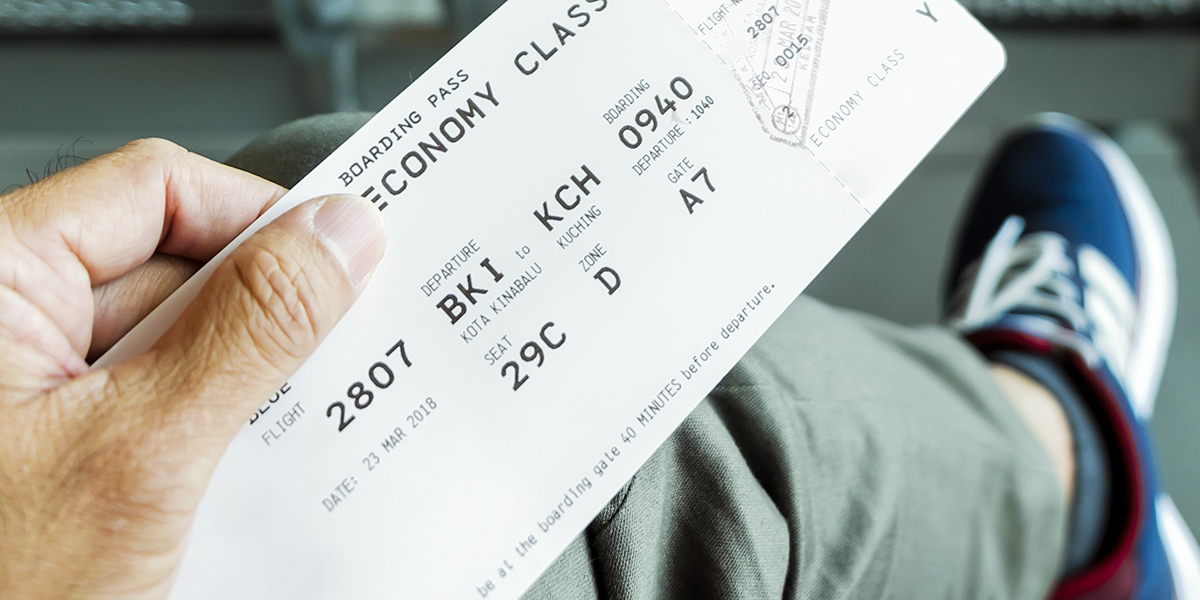 BOARDING PASS
ECONOMY CLASS
FLIGHT
2807
DATE: 23 MAR 2018
DEPARTURE
BKI to KCH
KOTA KINABALU KUCHING
SEAT ZONE
29C D
BOARDING
0940
DEPARTURE : 1040
GATE
A7
be at the boarding gate 40 MINUTES before departure.
FLIGHT
2807
SEQ 0015
ECONOMY CLASS
Y